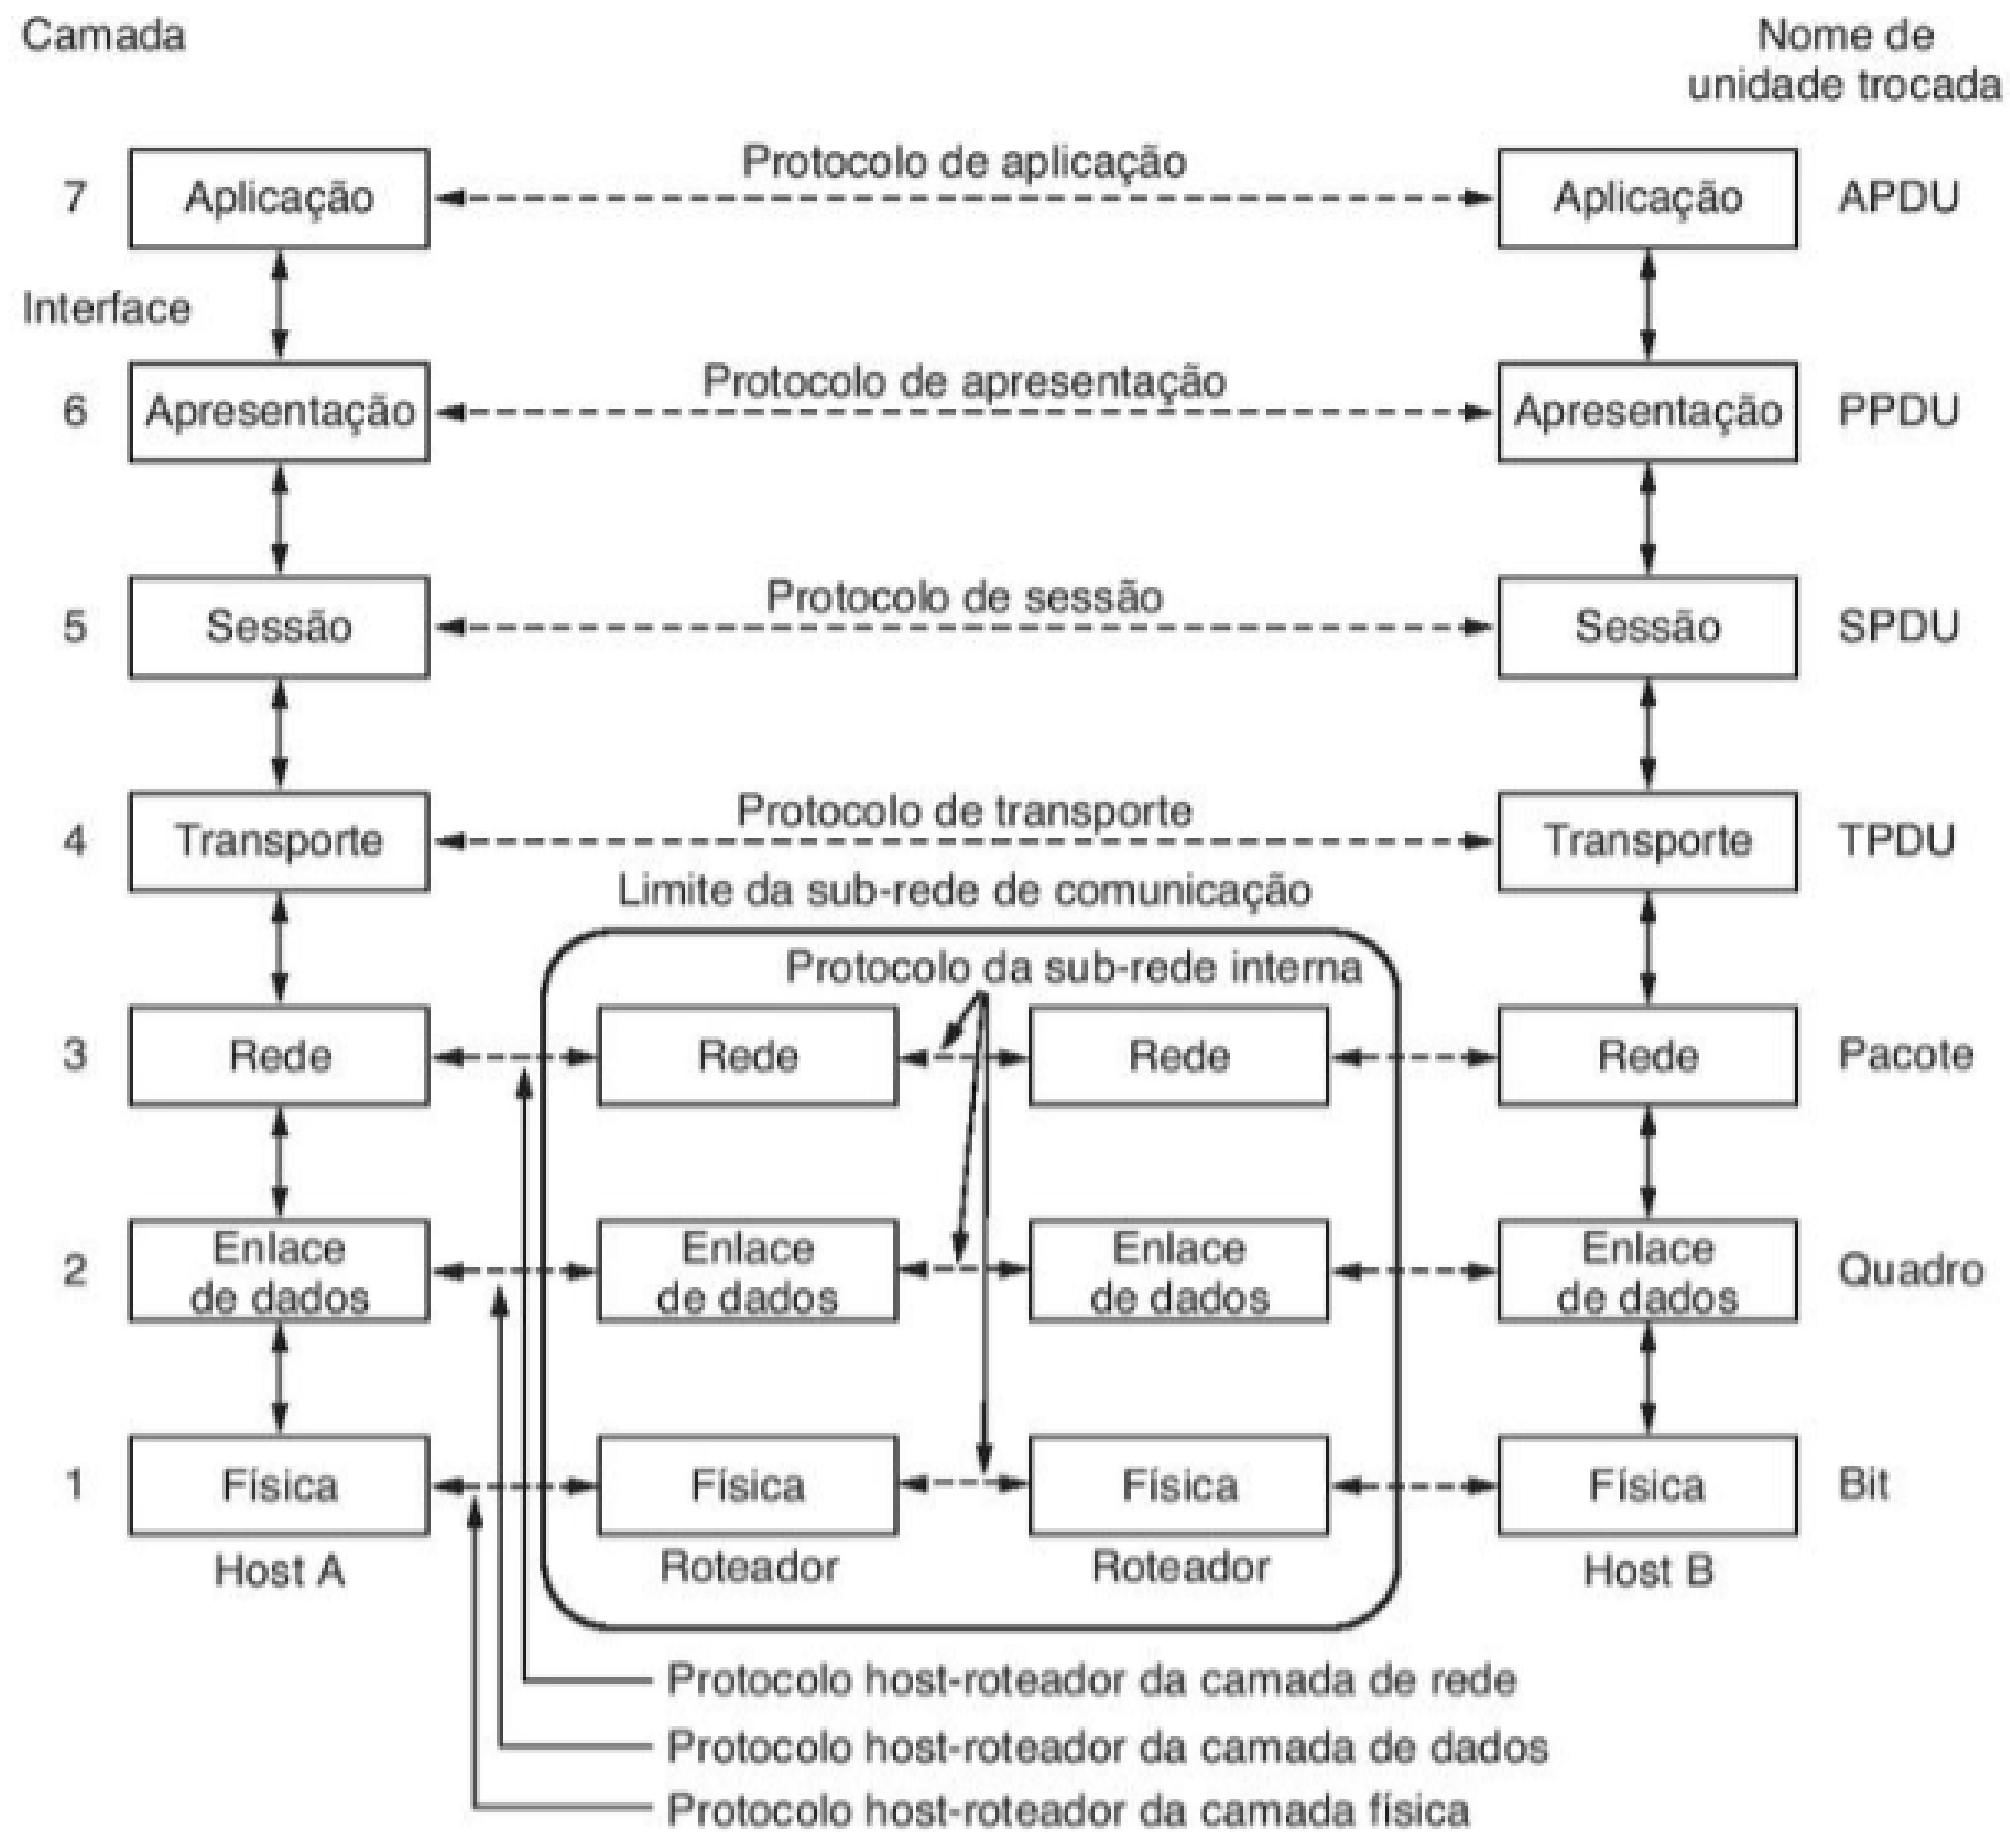 Camada
Nome de
unidade trocada
7
Aplicação
Protocolo de aplicação
Aplicação
APDU
Interface
6
Apresentação
Protocolo de apresentação
Apresentação
PPDU
5
Sessão
Protocolo de sessão
Sessão
SPDU
4
Transporte
Protocolo de transporte
Transporte
TPDU
Limite da sub-rede de comunicação
Protocolo da sub-rede interna
3
Rede
Rede
Rede
Rede
Pacote
2
Enlace
de dados
Enlace
de dados
Enlace
de dados
Enlace
de dados
Quadro
1
Física
Física
Física
Física
Bit
Host A
Roteador
Roteador
Host B
Protocolo host-roteador da camada de rede
Protocolo host-roteador da camada de dados
Protocolo host-roteador da camada física